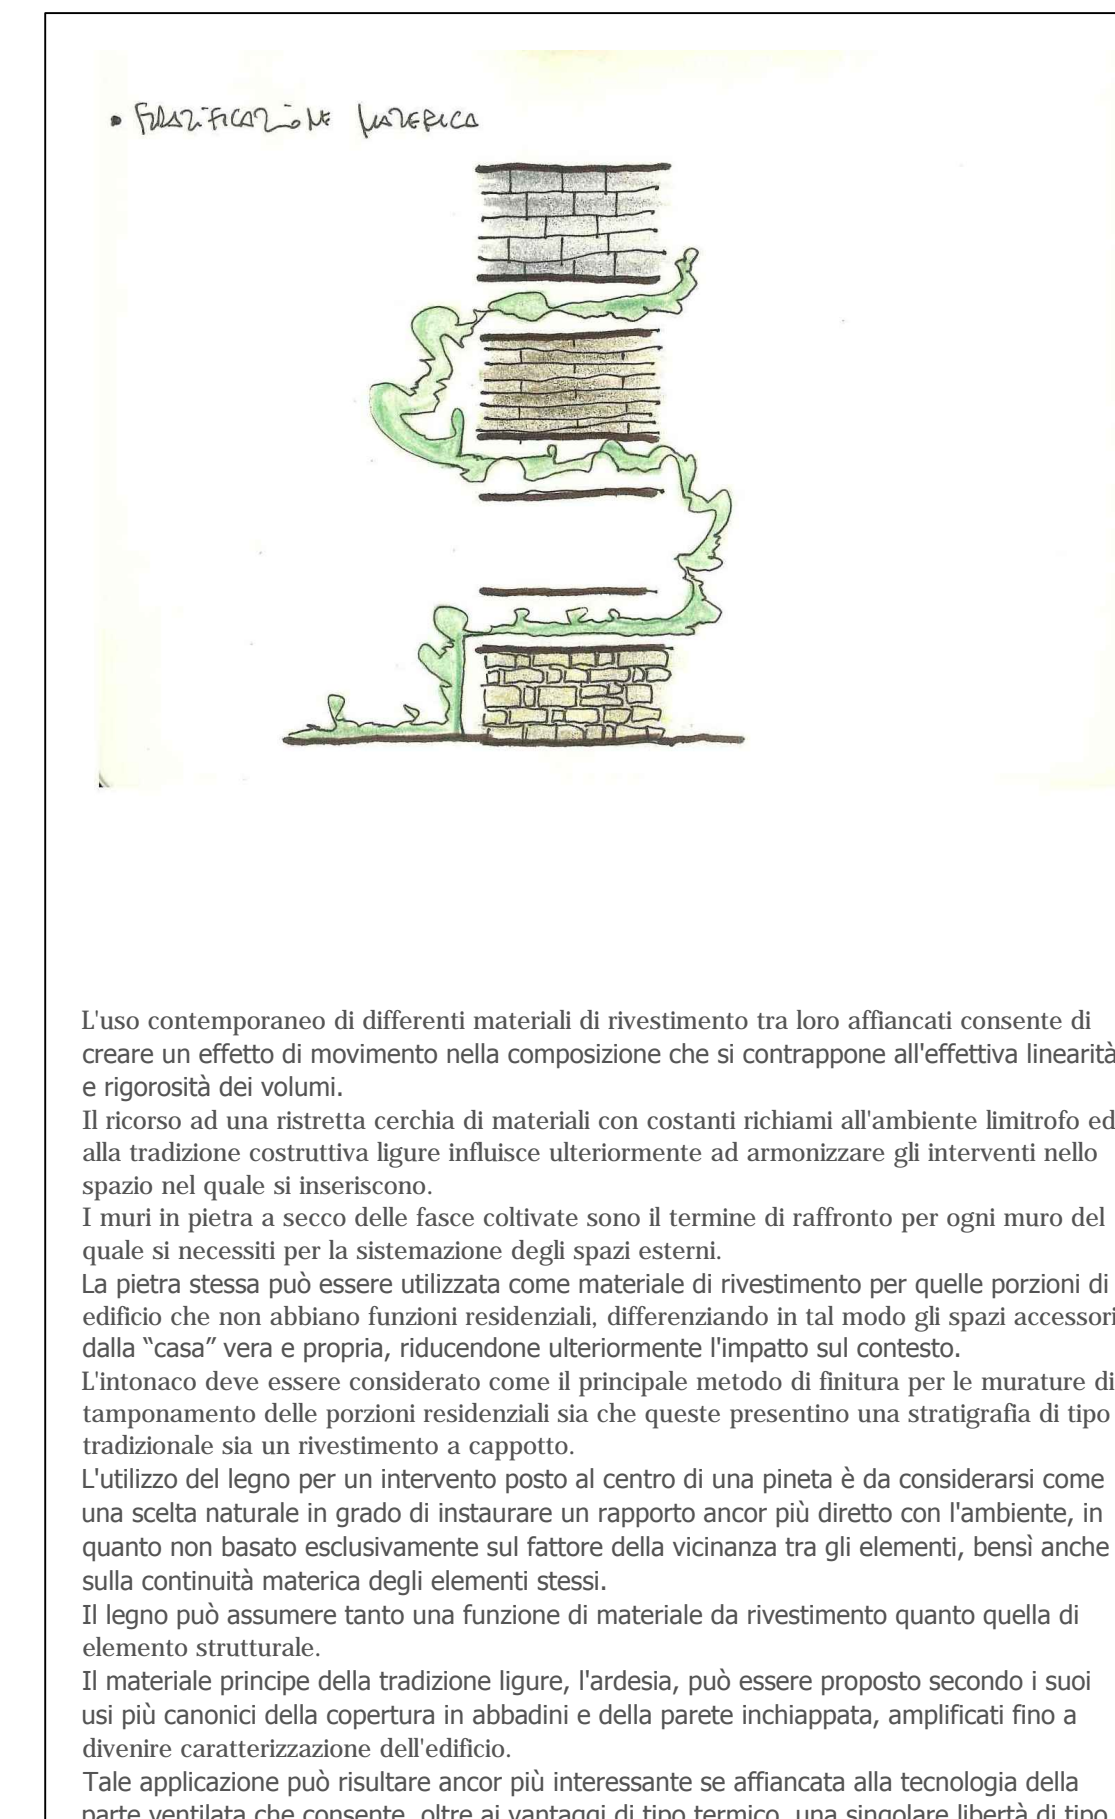 • STRATIFICAZIONE MATERICA
L'uso contemporaneo di differenti materiali di rivestimento tra loro affiancati consente di
creare un effetto di movimento nella composizione che si contrappone all'effettiva linearità
e rigorosità dei volumi.
Il ricorso ad una ristretta cerchia di materiali con costanti richiami all'ambiente limitrofo ed
alla tradizione costruttiva ligure influisce ulteriormente ad armonizzare gli interventi nello
spazio nel quale si inseriscono.
I muri in pietra a secco delle fasce coltivate sono il termine di raffronto per ogni muro del
quale si necessiti per la sistemazione degli spazi esterni.
La pietra stessa può essere utilizzata come materiale di rivestimento per quelle porzioni di
edificio che non abbiano funzioni residenziali, differenziando in tal modo gli spazi accessori
dalla “casa” vera e propria, riducendone ulteriormente l'impatto sul contesto.
L'intonaco deve essere considerato come il principale metodo di finitura per le murature di
tamponamento delle porzioni residenziali sia che queste presentino una stratigrafia di tipo
tradizionale sia un rivestimento a cappotto.
L'utilizzo del legno per un intervento posto al centro di una pineta è da considerarsi come
una scelta naturale in grado di instaurare un rapporto ancor più diretto con l'ambiente, in
quanto non basato esclusivamente sul fattore della vicinanza tra gli elementi, bensì anche
sulla continuità materica degli elementi stessi.
Il legno può assumere tanto una funzione di materiale da rivestimento quanto quella di
elemento strutturale.
Il materiale principe della tradizione ligure, l'ardesia, può essere proposto secondo i suoi
usi più canonici della copertura in abbadini e della parete inchiappata, amplificati fino a
divenire caratterizzazione dell'edificio.
Tale applicazione può risultare ancor più interessante se affiancata alla tecnologia della
parte ventilata che consente, oltre ai vantaggi di tipo termico, una singolare libertà di tipo